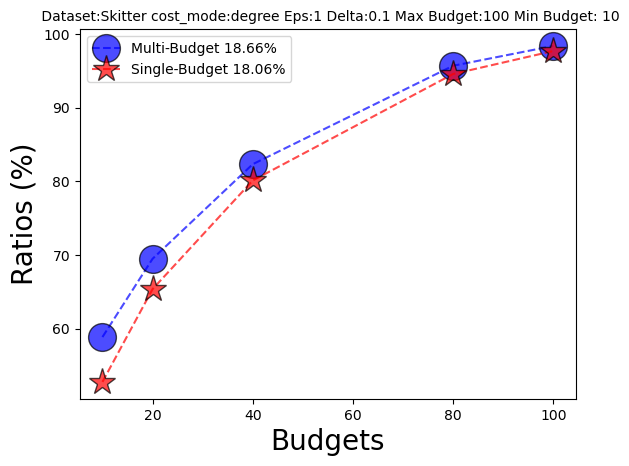 Dataset:Skitter cost_mode:degree Eps:1 Delta:0.1 Max Budget:100 Min Budget: 10
Multi-Budget 18.66%
Single-Budget 18.06%
Ratios (%)
100
90
80
70
60
20
40
60
80
100
Budgets